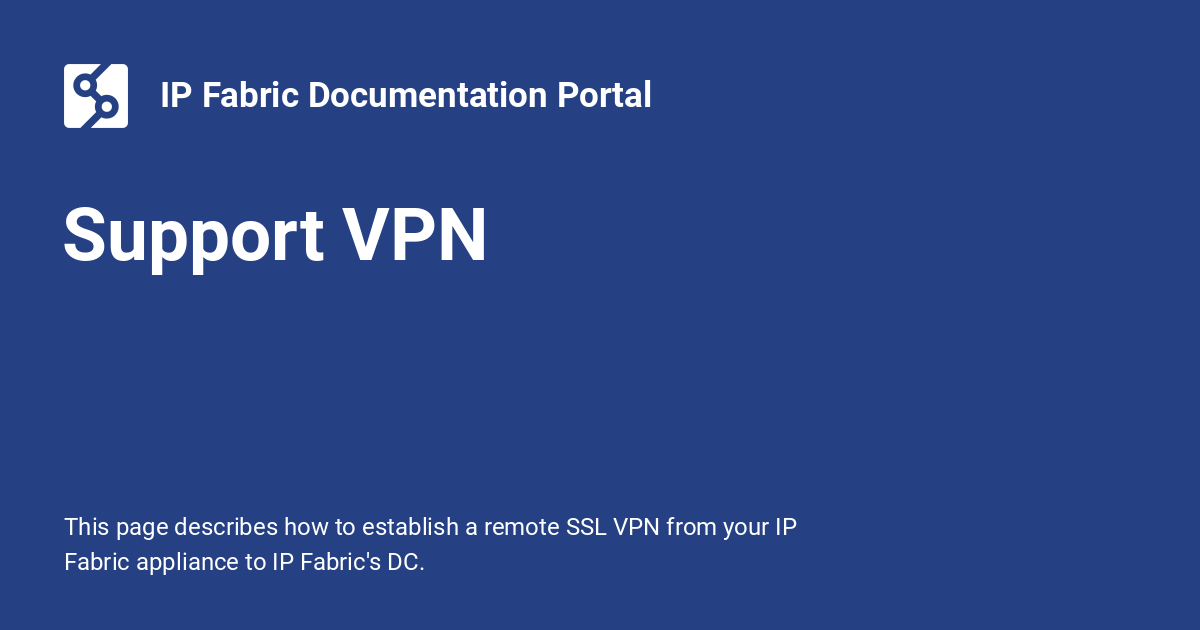 IP Fabric Documentation Portal
Support VPN
This page describes how to establish a remote SSL VPN from your IP
Fabric appliance to IP Fabric's DC.